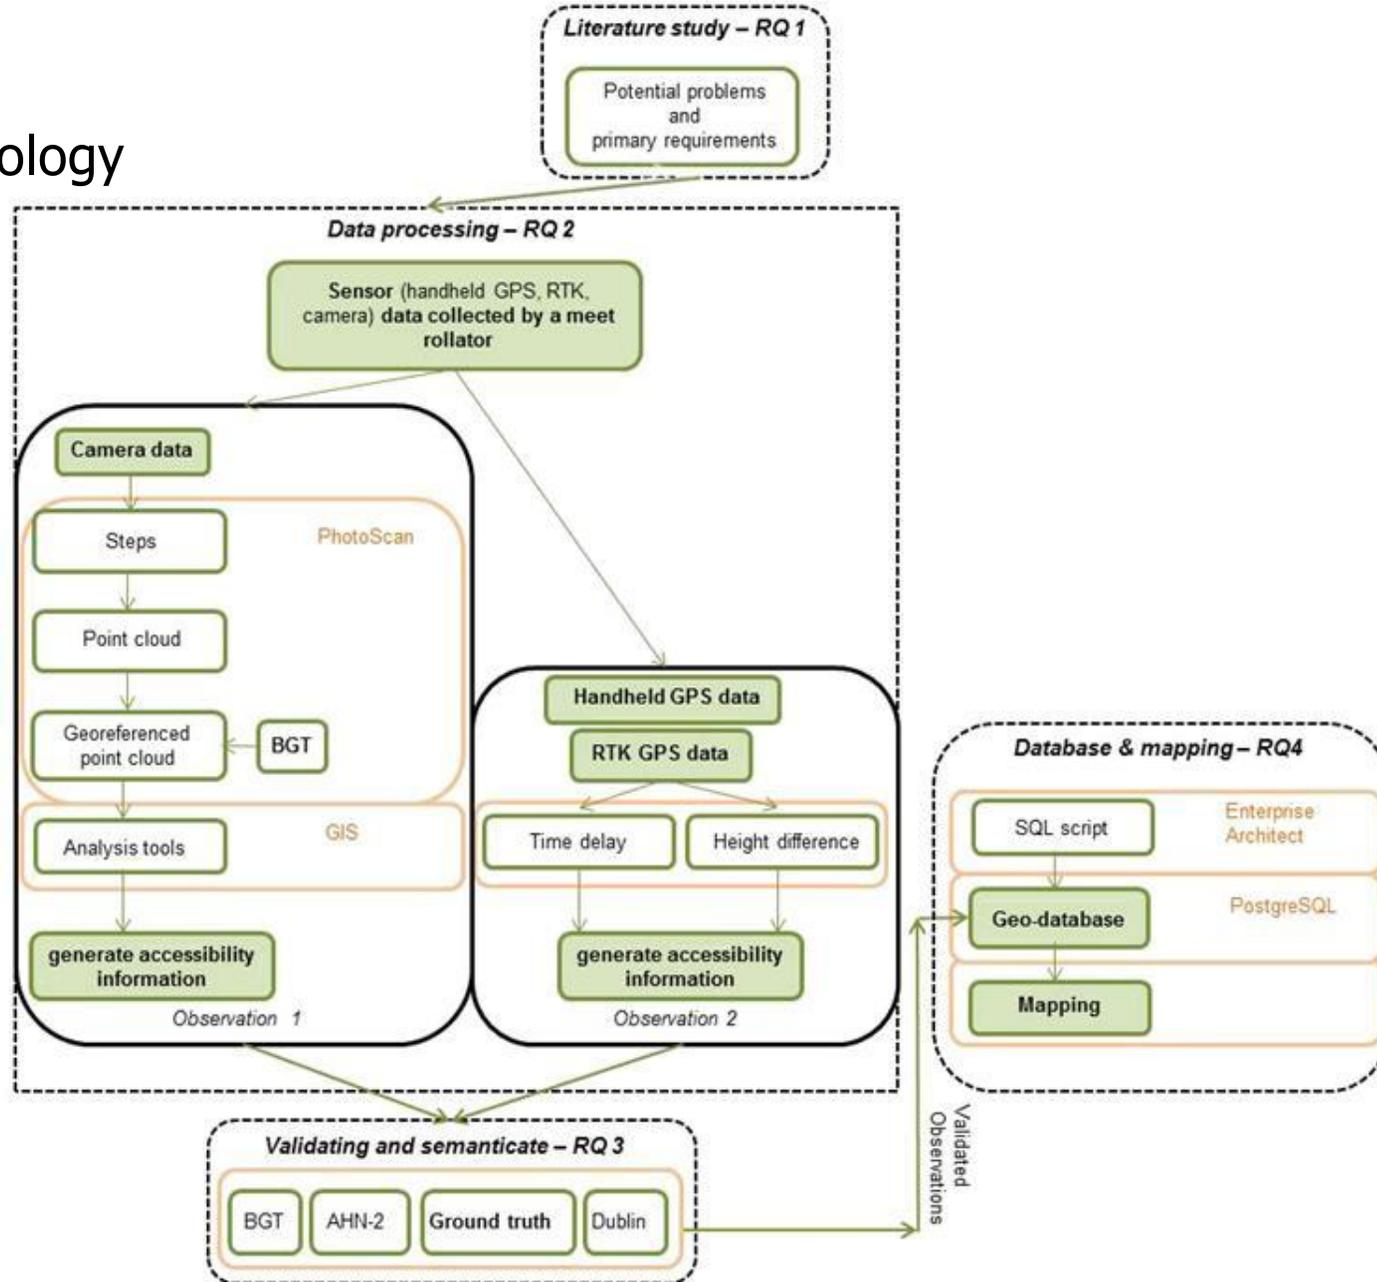 Literature study – RQ 1
Potential problems
and
primary requirements
ology
Data processing – RQ 2
Sensor (handheld GPS, RTK,
camera) data collected by a meet
rollator
Camera data
Steps
PhotoScan
Point cloud
Georeferenced
point cloud
BGT
Analysis tools
GIS
generate accessibility
information
Observation 1
Handheld GPS data
RTK GPS data
Time delay
Height difference
generate accessibility
information
Observation 2
Database & mapping – RQ4
SQL script
Enterprise
Architect
Geo-database
PostgreSQL
Mapping
Validated
Observations
Validating and semanticate – RQ 3
BGT
AHN-2
Ground truth
Dublin